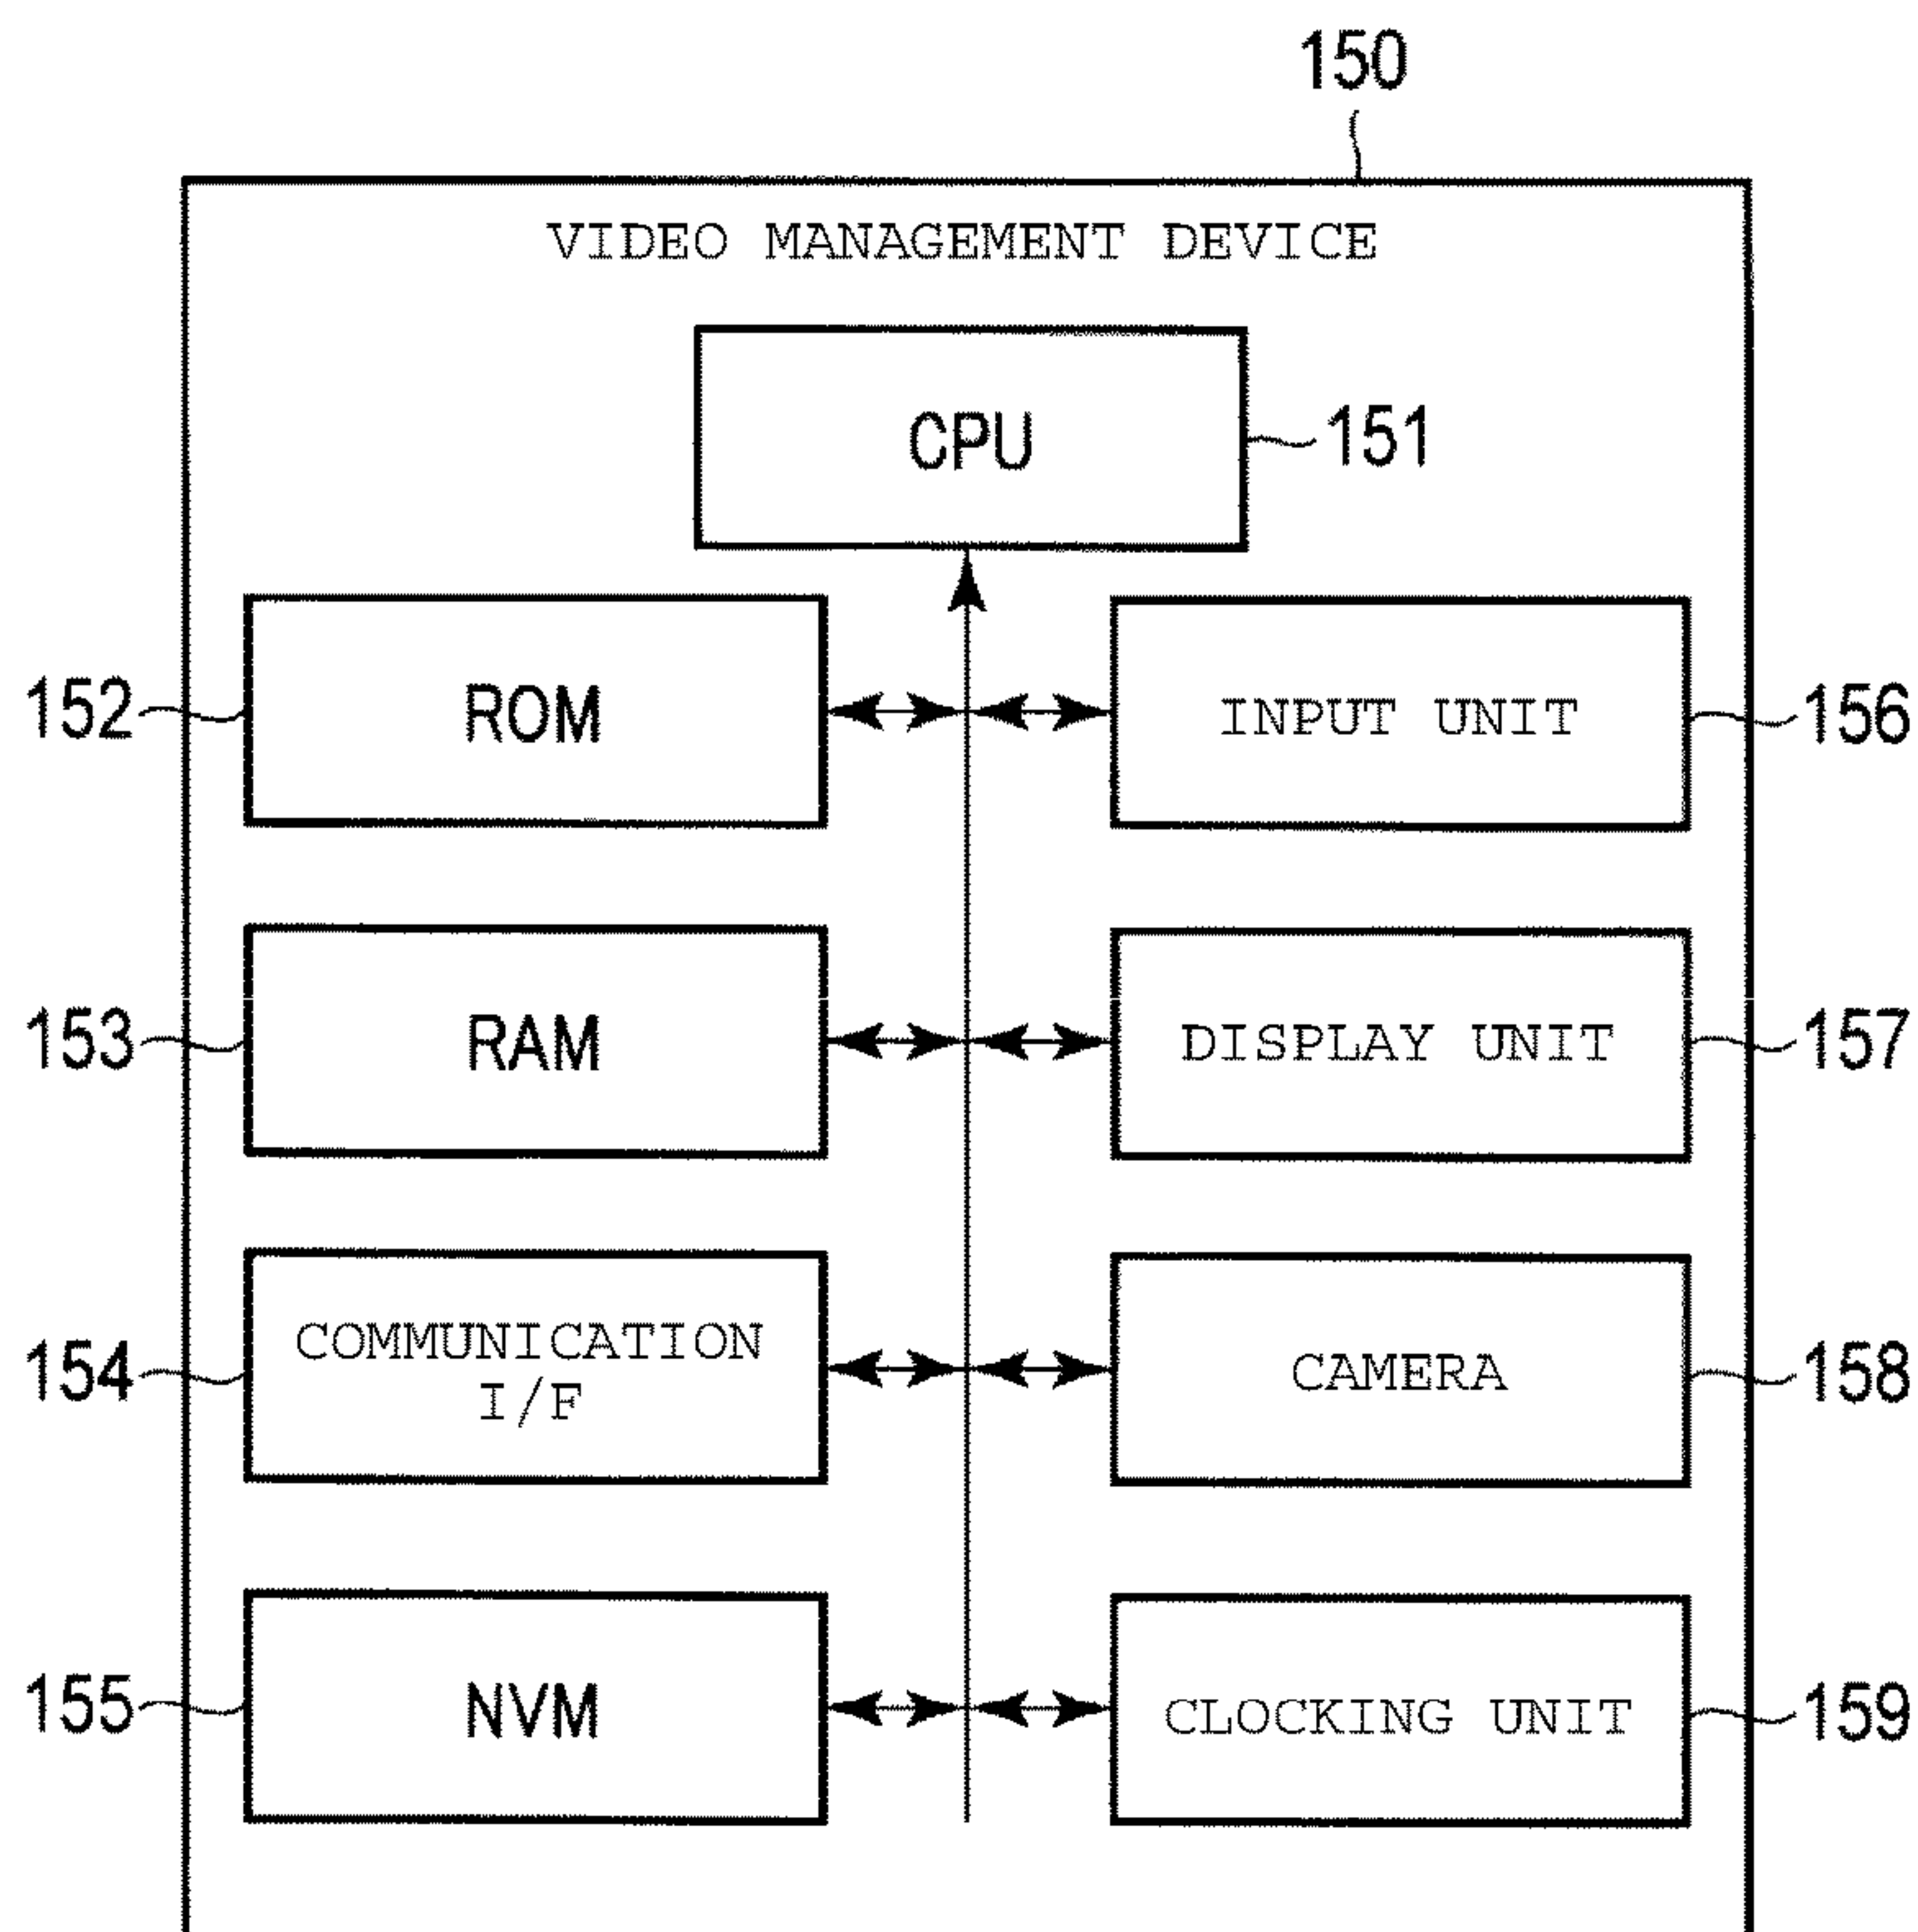 150
VIDEO MANAGEMENT DEVICE
CPU
151
152
ROM
INPUT UNIT
156
153
RAM
DISPLAY UNIT
157
154
COMMUNICATION
I/F
CAMERA
158
155
NVM
CLOCKING UNIT
159